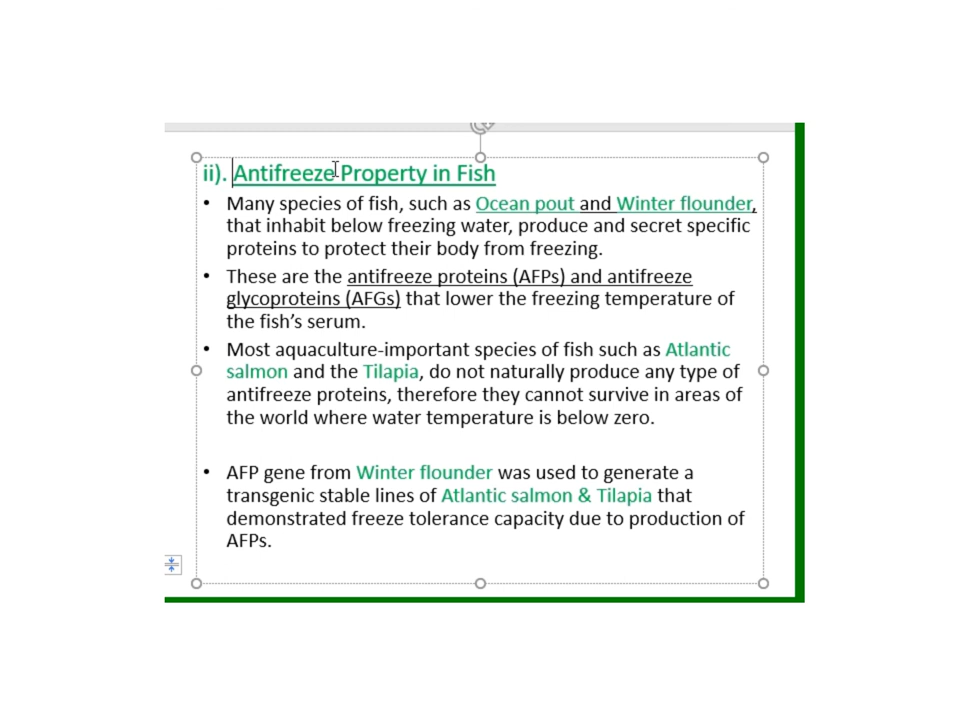 ii). Antifreeze Property in Fish
• Many species of fish, such as Ocean pout and Winter flounder,
that inhabit below freezing water, produce and secret specific
proteins to protect their body from freezing.
• These are the antifreeze proteins (AFPs) and antifreeze
glycoproteins (AFGs) that lower the freezing temperature of
the fish’s serum.
• Most aquaculture-important species of fish such as Atlantic
salmon and the Tilapia, do not naturally produce any type of
antifreeze proteins, therefore they cannot survive in areas of
the world where water temperature is below zero.
• AFP gene from Winter flounder was used to generate a
transgenic stable lines of Atlantic salmon & Tilapia that
demonstrated freeze tolerance capacity due to production of
AFPs.